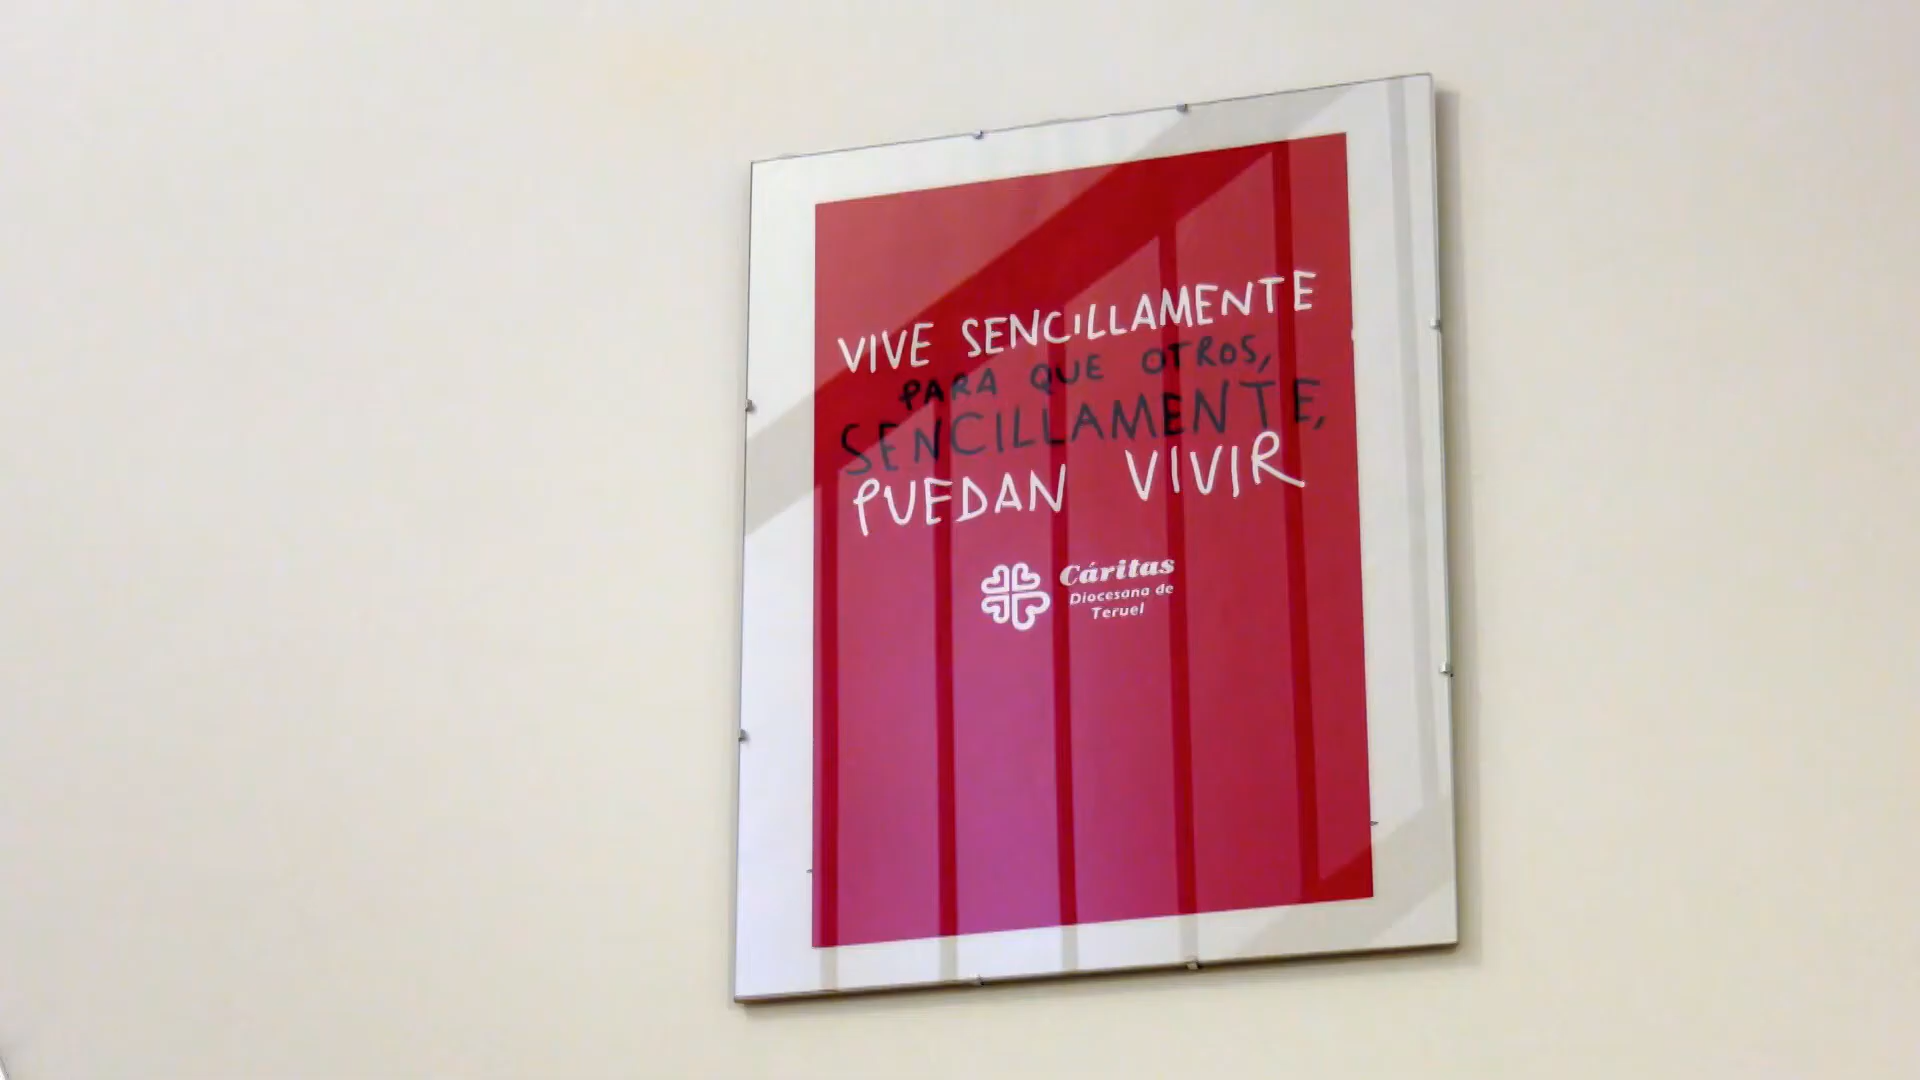 VIVE SENCILLAMENTE
PARA QUE OTROS,
SENCILLAMENTE,
PUEDAN VIVIR
Cáritas
Diocesana de
Teruel